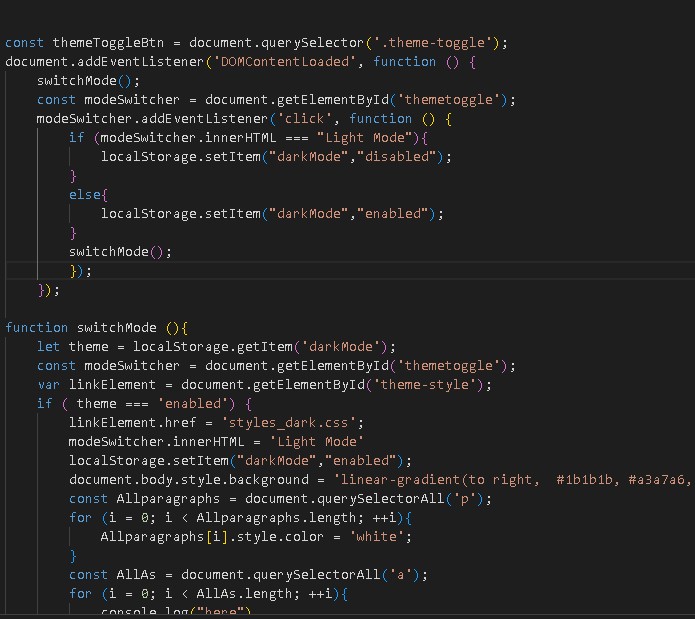 const themeToggleBtn = document.querySelector('.theme-toggle');
document.addEventListener('DOMContentLoaded', function () {
    switchMode();
    const modeSwitcher = document.getElementById('themetoggle');
    modeSwitcher.addEventListener('click', function () {
        if (modeSwitcher.innerHTML === "Light Mode"){
            localStorage.setItem("darkMode","disabled");
        }
        else{
            localStorage.setItem("darkMode","enabled");
        }
        switchMode();
        });
    });
function switchMode (){
    let theme = localStorage.getItem('darkMode');
    const modeSwitcher = document.getElementById('themetoggle');
    var linkElement = document.getElementById('theme-style');
    if ( theme === 'enabled') {
        linkElement.href = 'styles_dark.css';
        modeSwitcher.innerHTML = 'Light Mode'
        localStorage.setItem("darkMode","enabled");
        document.body.style.background = 'linear-gradient(to right,  #1b1b1b, #a3a7a6,
        const Allparagraphs = document.querySelectorAll('p');
        for (i = 0; i < Allparagraphs.length; ++i){
            Allparagraphs[i].style.color = 'white';
        }
        const AllAs = document.querySelectorAll('a');
        for (i = 0; i < AllAs.length; ++i){
            console.log("here")